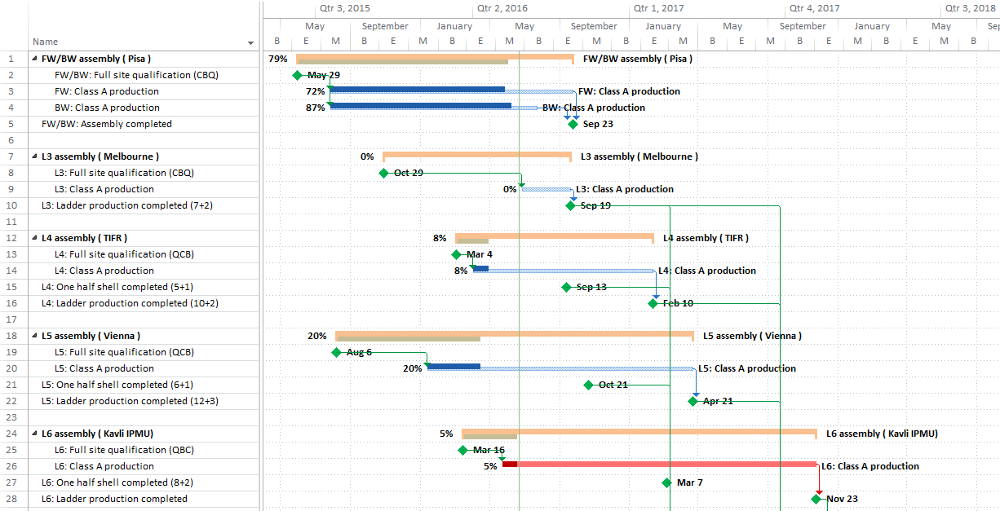 Qtr 3, 2015 Qtr 2, 2016 Qtr 1, 2017 Qtr 4, 2017 Qtr 3, 2018
May September January May September January May September January May Sep
Name B E M B E M B E M B E M B E M B E M B E M B E M B
1 FW/BW assembly ( Pisa ) 79% FW/BW assembly ( Pisa )
2 FW/BW: Full site qualification (CBQ) May 29
3 FW: Class A production 72% FW: Class A production
4 BW: Class A production 87% BW: Class A production
5 FW/BW: Assembly completed Sep 23
6
7 L3 assembly ( Melbourne ) 0% L3 assembly ( Melbourne )
8 L3: Full site qualification (CBQ) Oct 29
9 L3: Class A production 0% L3: Class A production
10 L3: Ladder production completed (7+2) Sep 19
11
12 L4 assembly ( TIFR ) 8% L4 assembly ( TIFR )
13 L4: Full site qualification (QCB) Mar 4
14 L4: Class A production 8% L4: Class A production
15 L4: One half shell completed (5+1) Sep 13
16 L4: Ladder production completed (10+2) Feb 10
17
18 L5 assembly ( Vienna ) 20% L5 assembly ( Vienna )
19 L5: Full site qualification (QCB) Aug 6
20 L5: Class A production 20% L5: Class A production
21 L5: One half shell completed (6+1) Oct 21
22 L5: Ladder production completed (12+3) Apr 21
23
24 L6 assembly ( Kavli IPMU) 5% L6 assembly ( Kavli IPMU)
25 L6: Full site qualification (QBC) Mar 16
26 L6: Class A production 5% L6: Class A production
27 L6: One half shell completed (8+2) Mar 7
28 L6: Ladder production completed Nov 23